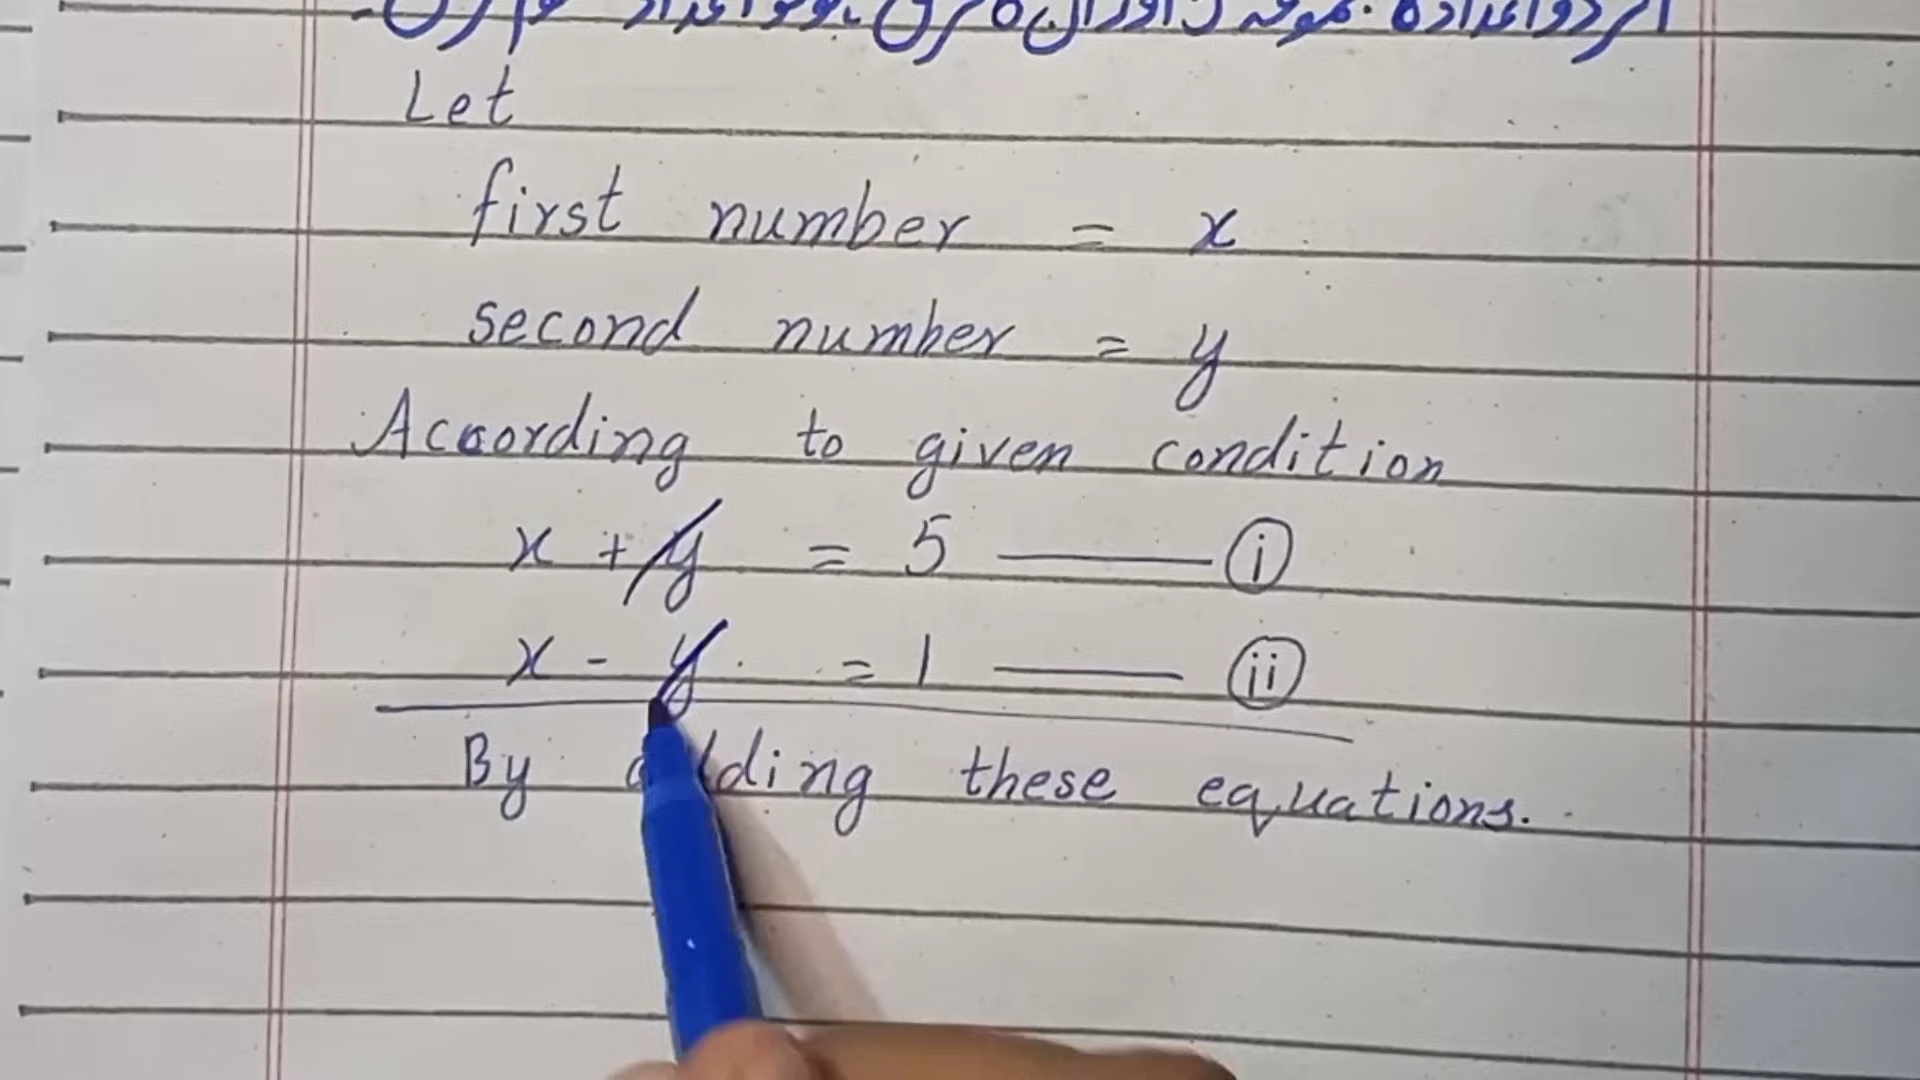 Let
first number = x
second number = y
According to given condition
x + y = 5 —— (i)
x - y = 1 —— (ii)
By adding these equations.